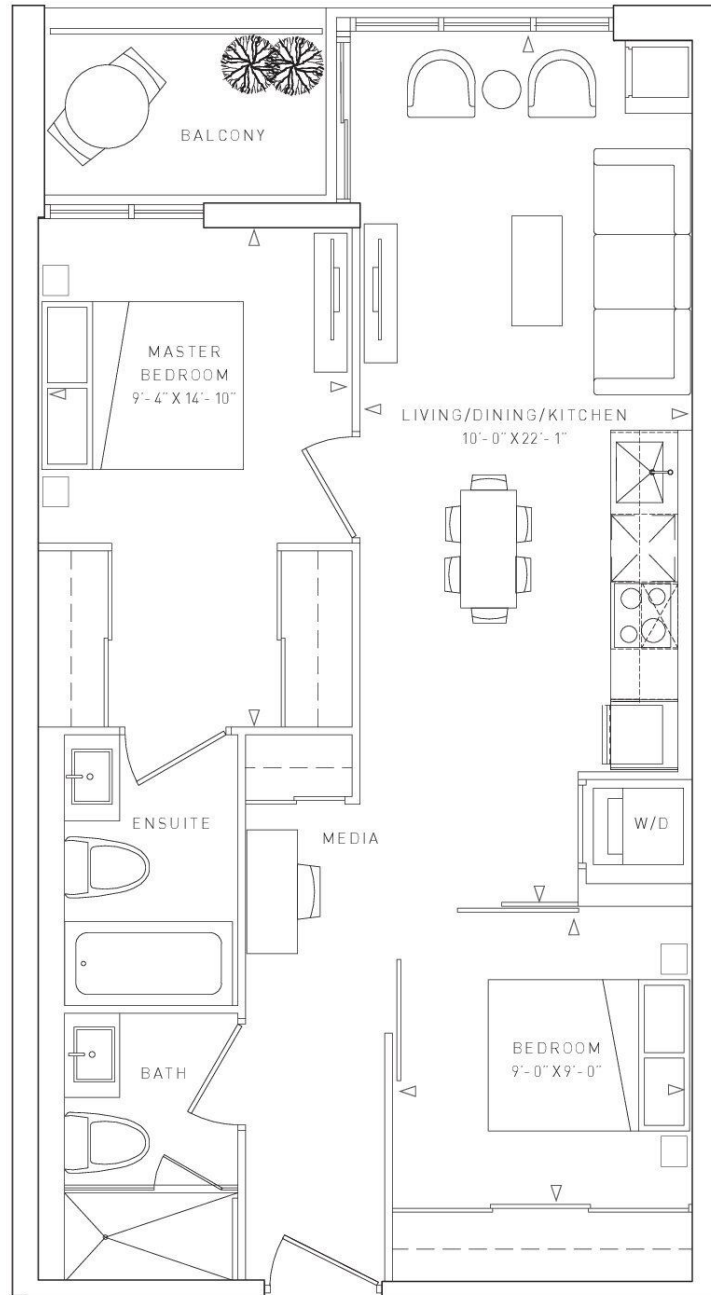 BALCONY
MASTER
BEDROOM
9'-4" X 14'-10"
LIVING/DINING/KITCHEN
10'-0" X 22'-1"
ENSUITE
MEDIA
W/D
BATH
BEDROOM
9'-0" X 9'-0"